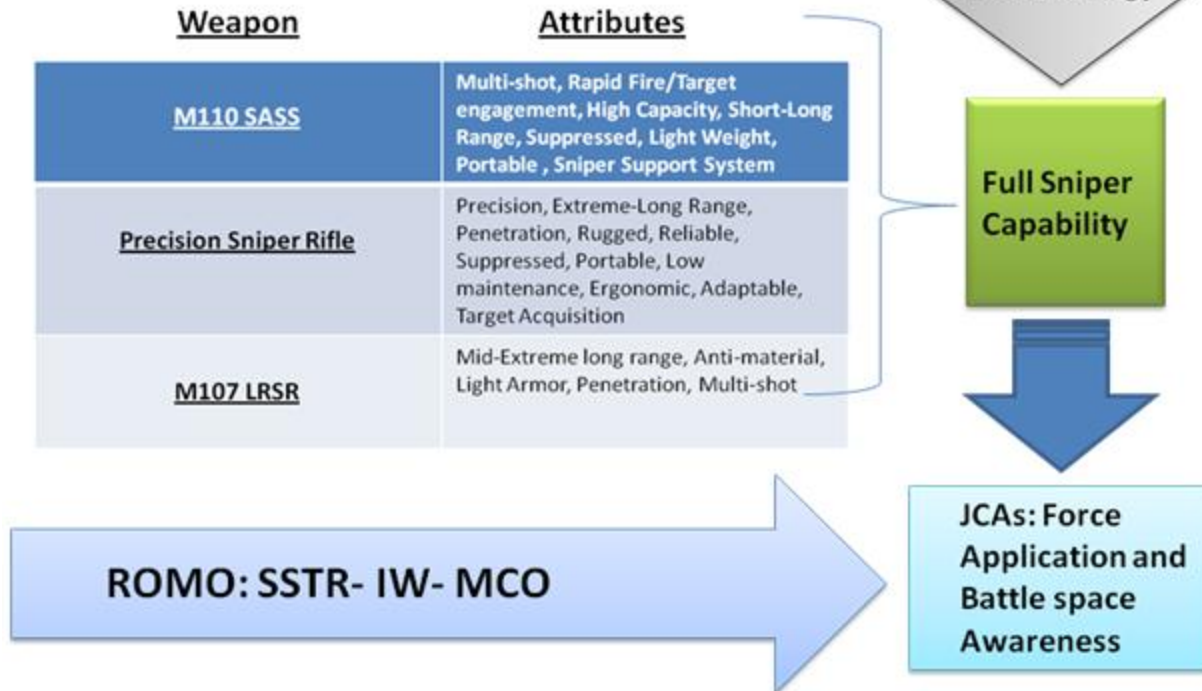 Weapon
Attributes
M110 SASS
Multi-shot, Rapid Fire/Target
engagement, High Capacity, Short-Long
Range, Suppressed, Light Weight,
Portable , Sniper Support System
Precision Sniper Rifle
Precision, Extreme-Long Range,
Penetration, Rugged, Reliable,
Suppressed, Portable, Low
maintenance, Ergonomic, Adaptable,
Target Acquisition
M107 LRSR
Mid-Extreme long range, Anti-material,
Light Armor, Penetration, Multi-shot
Full Sniper
Capability
ROMO: SSTR- IW- MCO
JCAs: Force
Application and
Battle space
Awareness